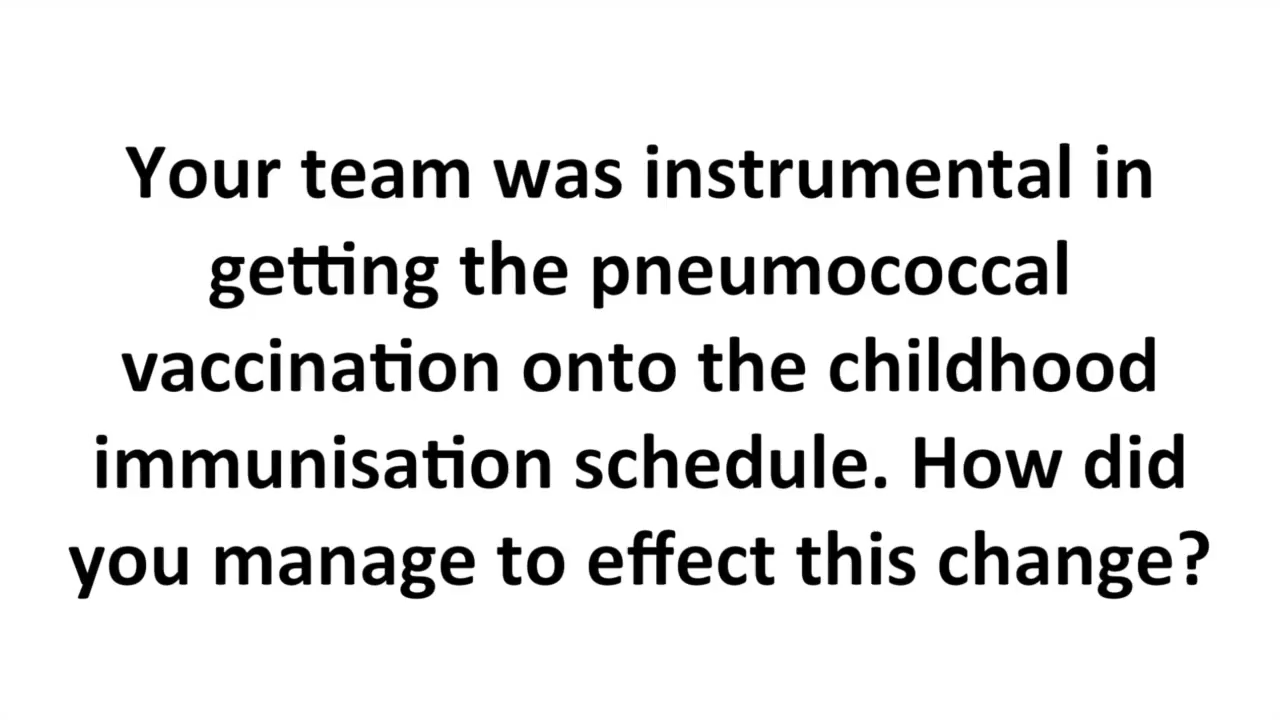 Your team was instrumental in
getting the pneumococcal
vaccination onto the childhood
immunisation schedule. How did
you manage to effect this change?